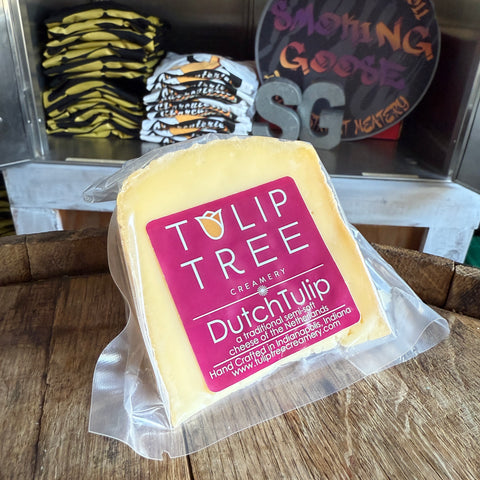 SMOKING
GOOSE
SG
MEATERY
TULIP
TREE
CREAMERY
DutchTulip
a traditional semi-soft
cheese of the Netherlands
Hand Crafted in Indianapolis, Indiana
www.tuliptreecreamery.com